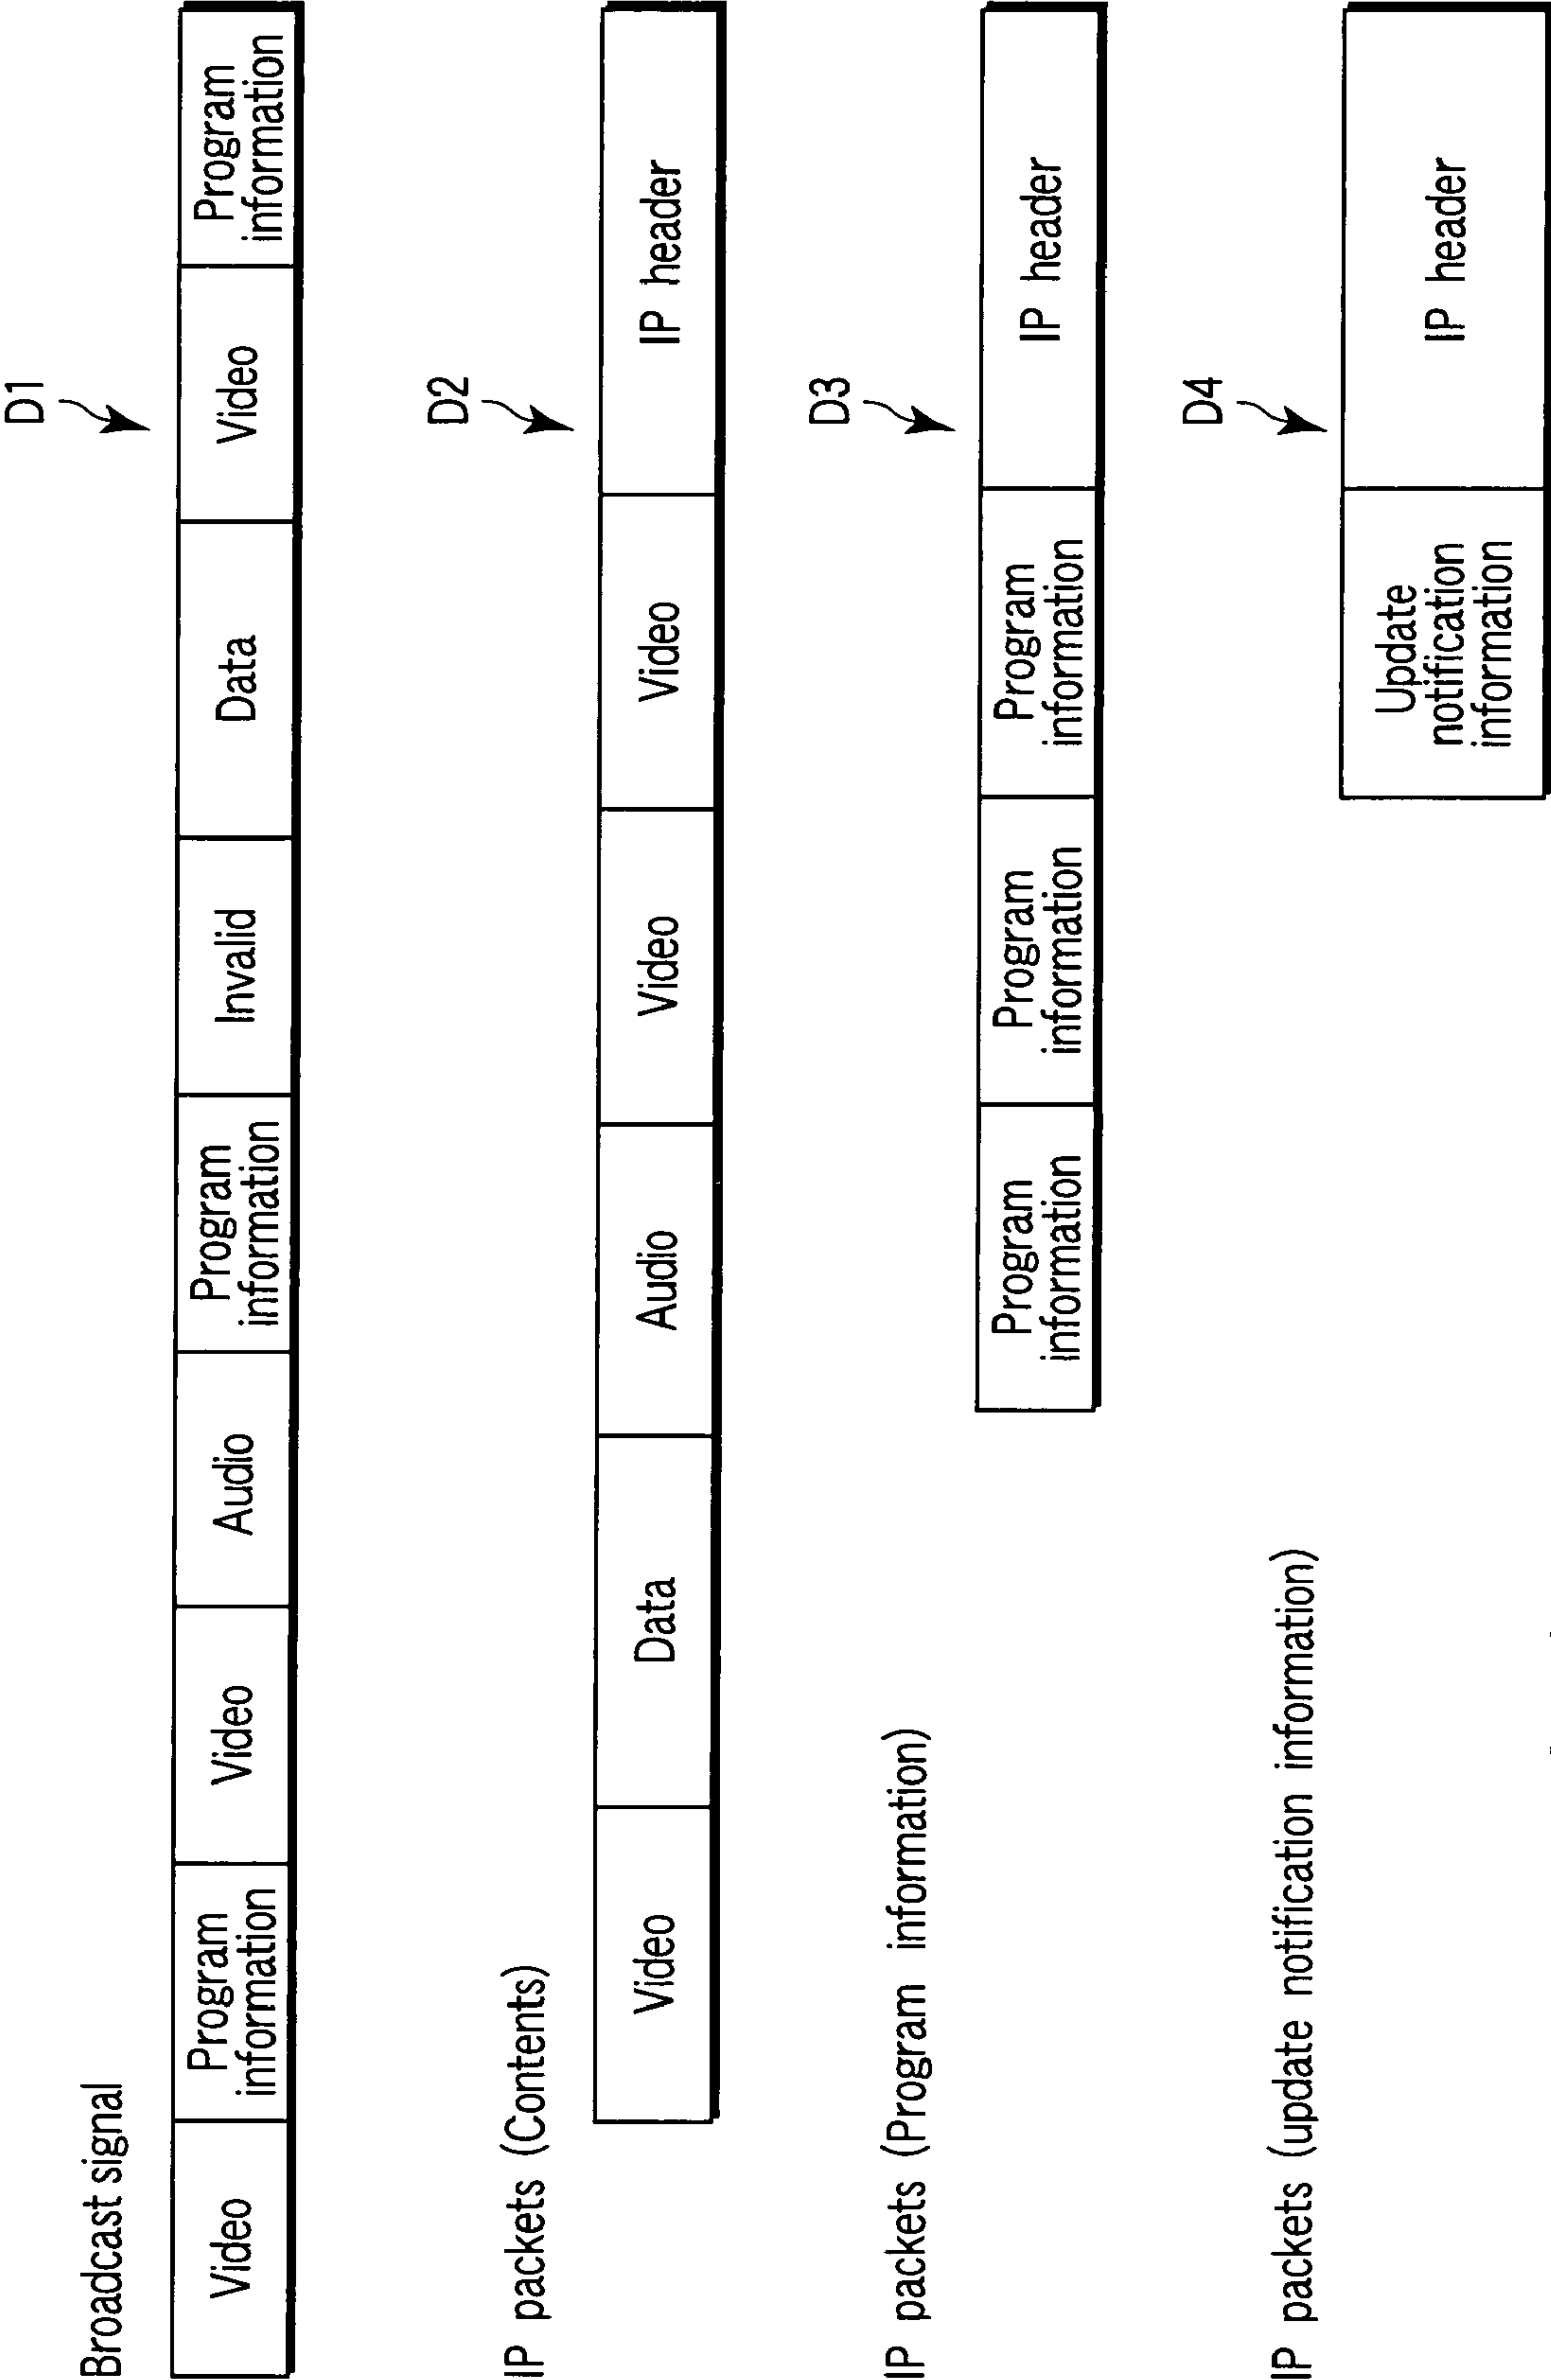 Broadcast signal
D1
Video
Program
information
Video
Audio
Program
information
Invalid
Data
Video
Program
information
IP packets (Contents)
D2
Video
Data
Audio
Video
Video
IP header
IP packets (Program information)
D3
Program
information
Program
information
Program
information
IP header
IP packets (update notification information)
D4
Update
notification
information
IP header